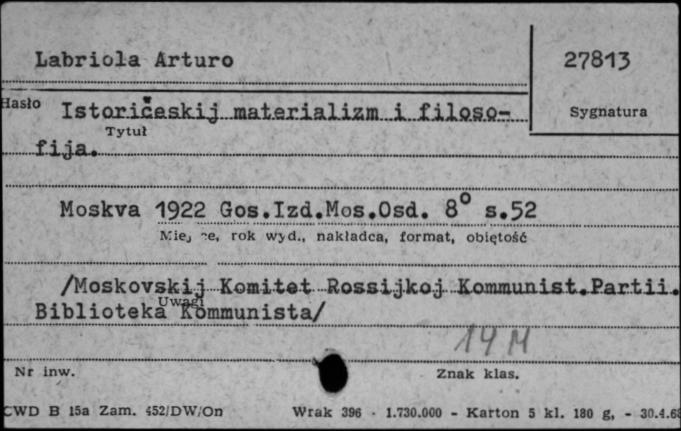 Labriola Arturo
27813
Hasło Istoričeskij materializm i filoso-
Sygnatura
Tytuł
fija.
Moskva 1922 Gos.Izd.Mos.Osd. 8° s.52
Miejsce, rok wyd., nakładca, format, objętość
/Moskovskij Komitet Rossijkoj Kommunist.Partii.
Uwagi
Biblioteka Kommunista/
14 M
Nr inw.
Znak klas.
CWD B 15a Zam. 452/DW/On Wrak 396 · 1.730.000 - Karton 5 kl. 180 g, - 30.4.68